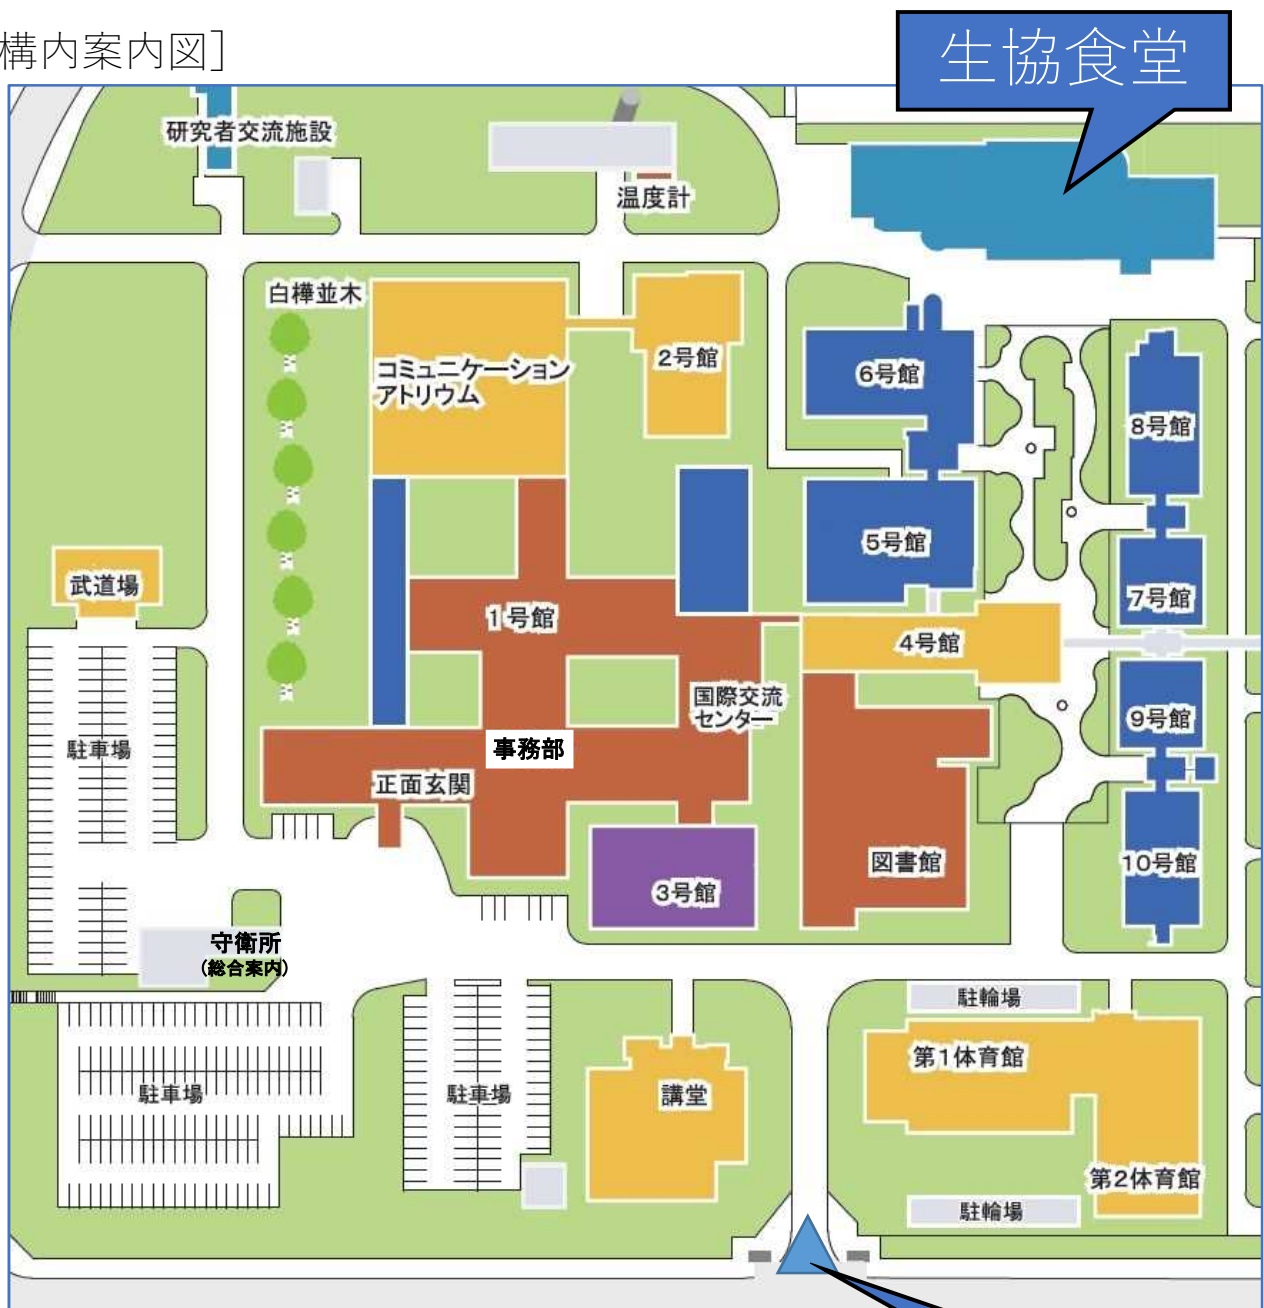 構内案内図]
生協食堂
研究者交流施設
温度計
白樺並木
コミュニケーション
アトリウム
2号館
6号館
8号館
5号館
武道場
1号館
7号館
4号館
国際交流
センター
9号館
駐車場
事務部
正面玄関
図書館
10号館
3号館
守衛所
(総合案内)
駐輪場
第1体育館
駐車場
駐車場
講堂
第2体育館
駐輪場